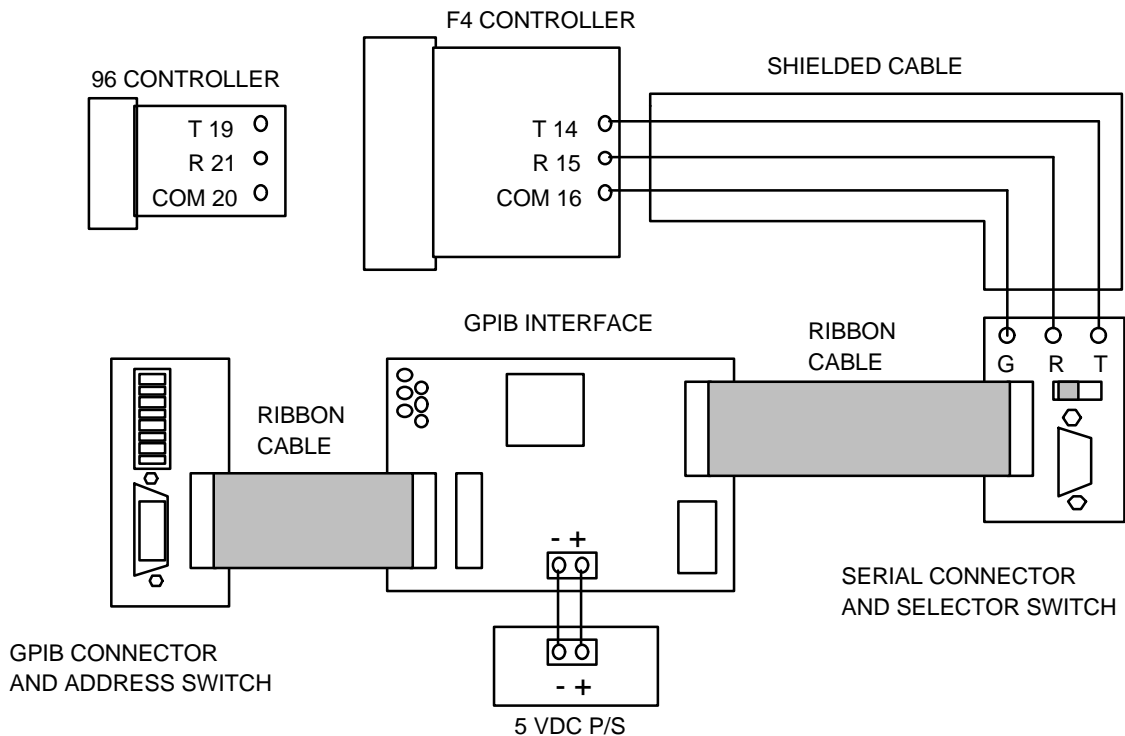 F4 CONTROLLER
96 CONTROLLER
SHIELDED CABLE
T 19
R 21
COM 20
T 14
R 15
COM 16
GPIB INTERFACE
RIBBON
CABLE
G R T
RIBBON
CABLE
- +
SERIAL CONNECTOR
AND SELECTOR SWITCH
GPIB CONNECTOR
AND ADDRESS SWITCH
- +
5 VDC P/S